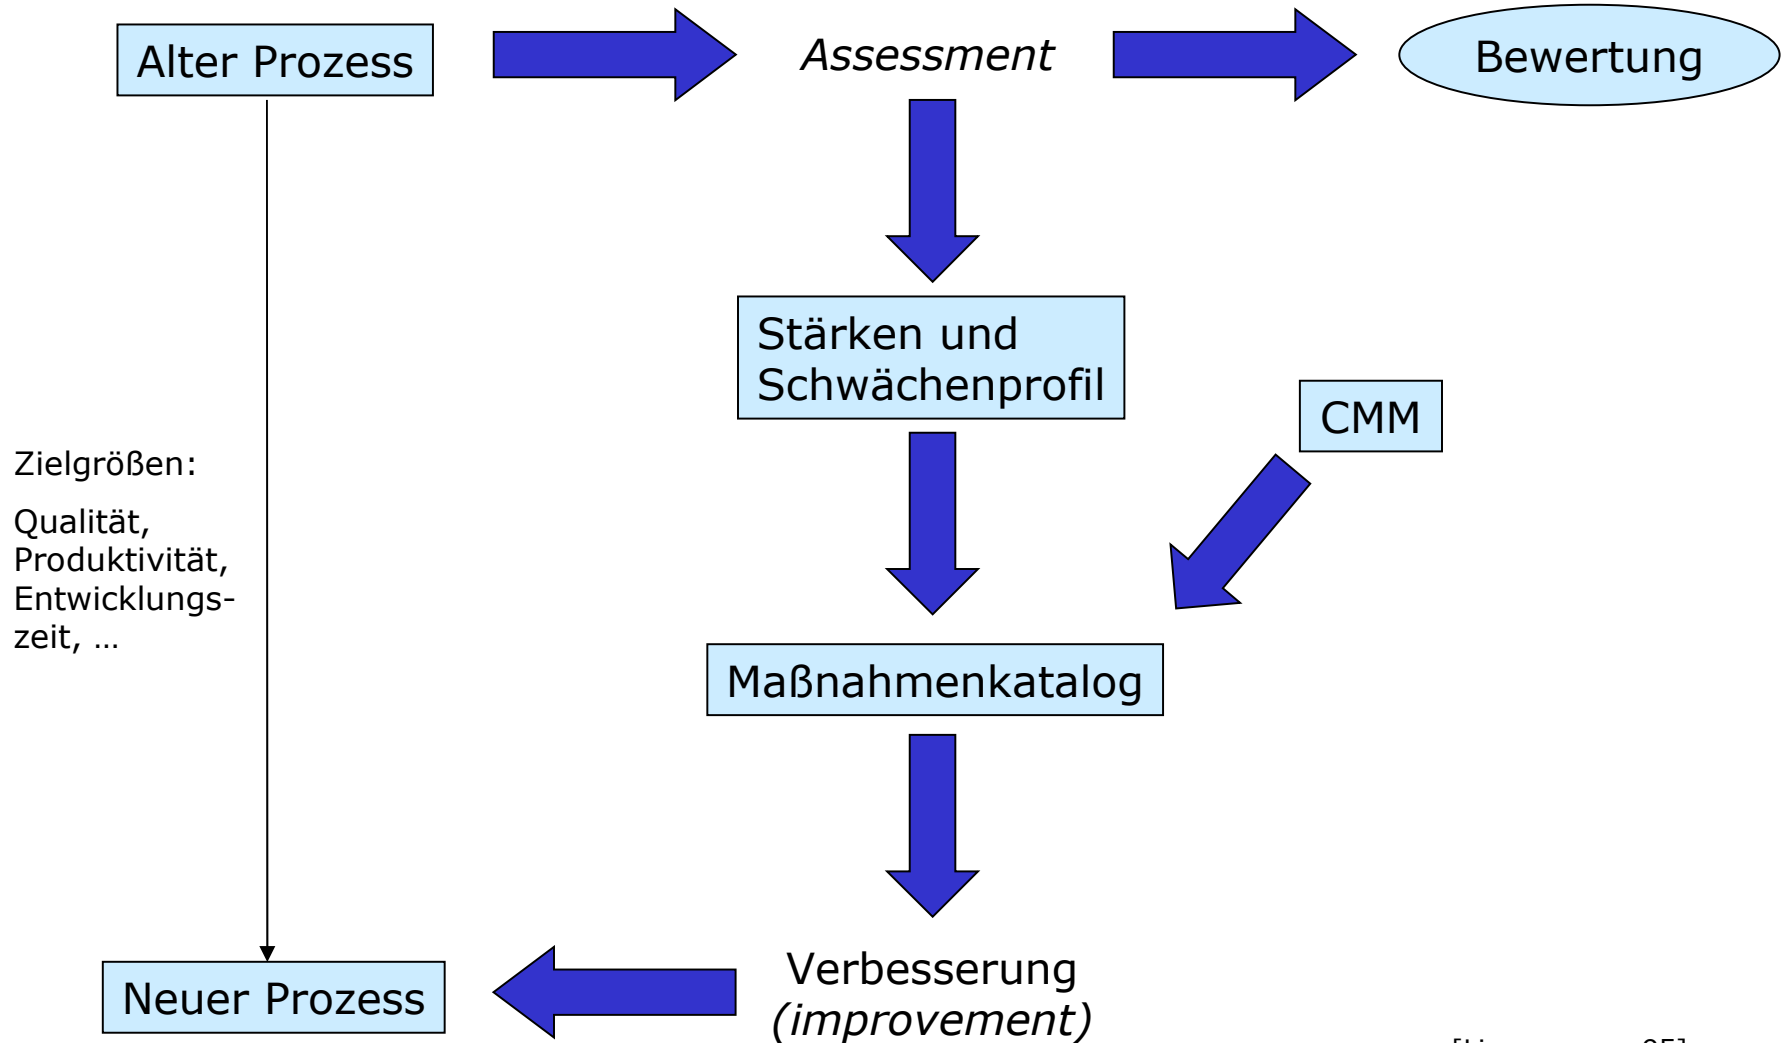 Alter Prozess
Assessment
Bewertung
Stärken und
Schwächenprofil
CMM
Zielgrößen:
Qualität,
Produktivität,
Entwicklungs-
zeit, …
Maßnahmenkatalog
Verbesserung
(improvement)
Neuer Prozess